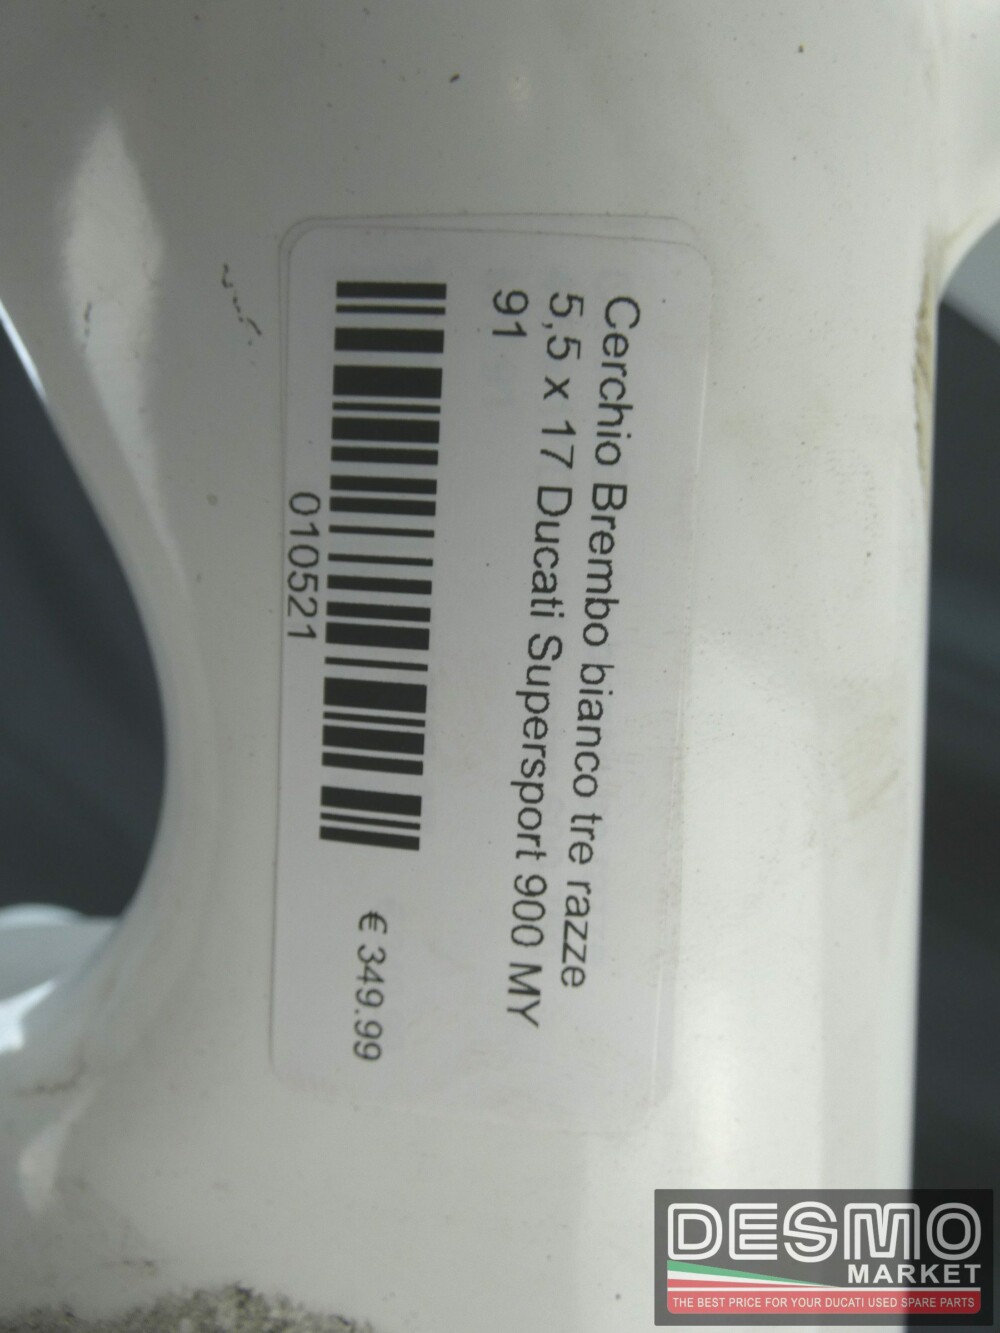 Cerchio Brembo bianco tre razze
5,5 x 17 Ducati Supersport 900 MY
91
010521
€ 349.99
DESMO
MARKET
THE BEST PRICE FOR YOUR DUCATI USED SPARE PARTS